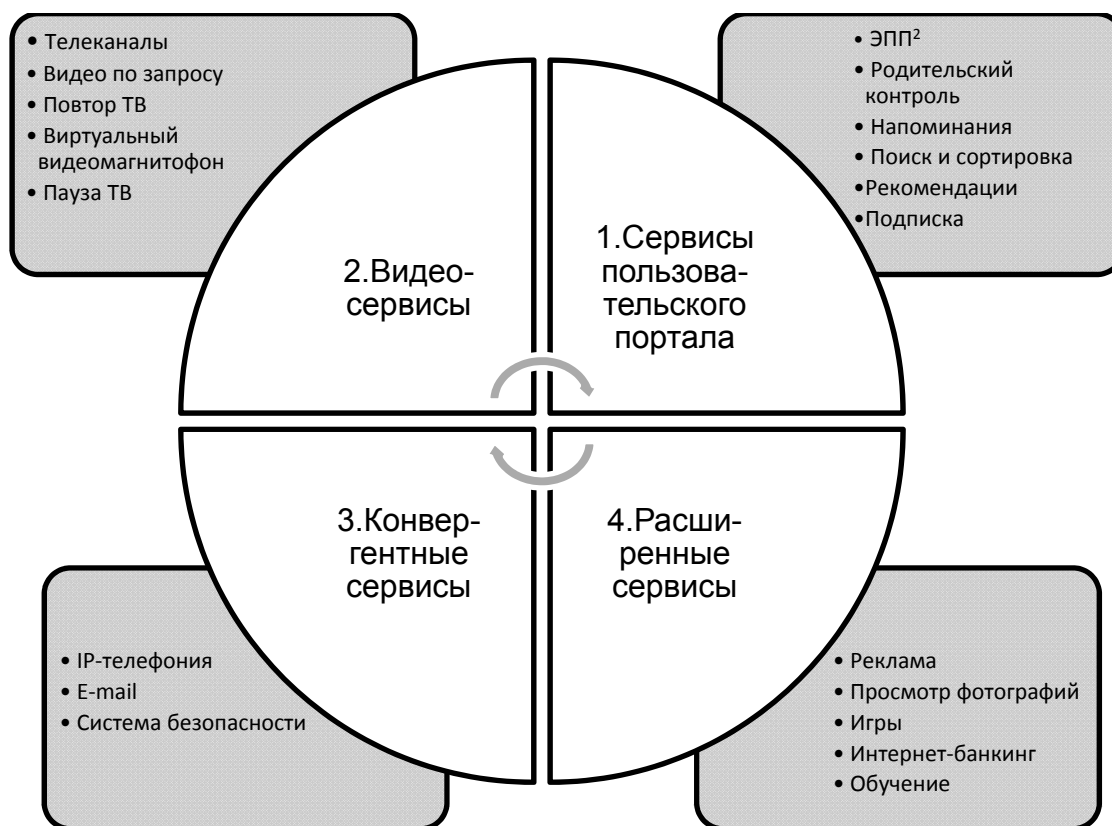 • Телеканалы
• Видео по запросу
• Повтор ТВ
• Виртуальный
видеомагнитофон
• Пауза ТВ
• ЭПП²
• Родительский
контроль
• Напоминания
• Поиск и сортировка
•Рекомендации
•Подписка
2.Видео-
сервисы
1.Сервисы
пользова-
тельского
портала
3.Конвер-
гентные
сервисы
4.Расши-
ренные
сервисы
• IP-телефония
• E-mail
• Система безопасности
• Реклама
• Просмотр фотографий
• Игры
• Интернет-банкинг
• Обучение